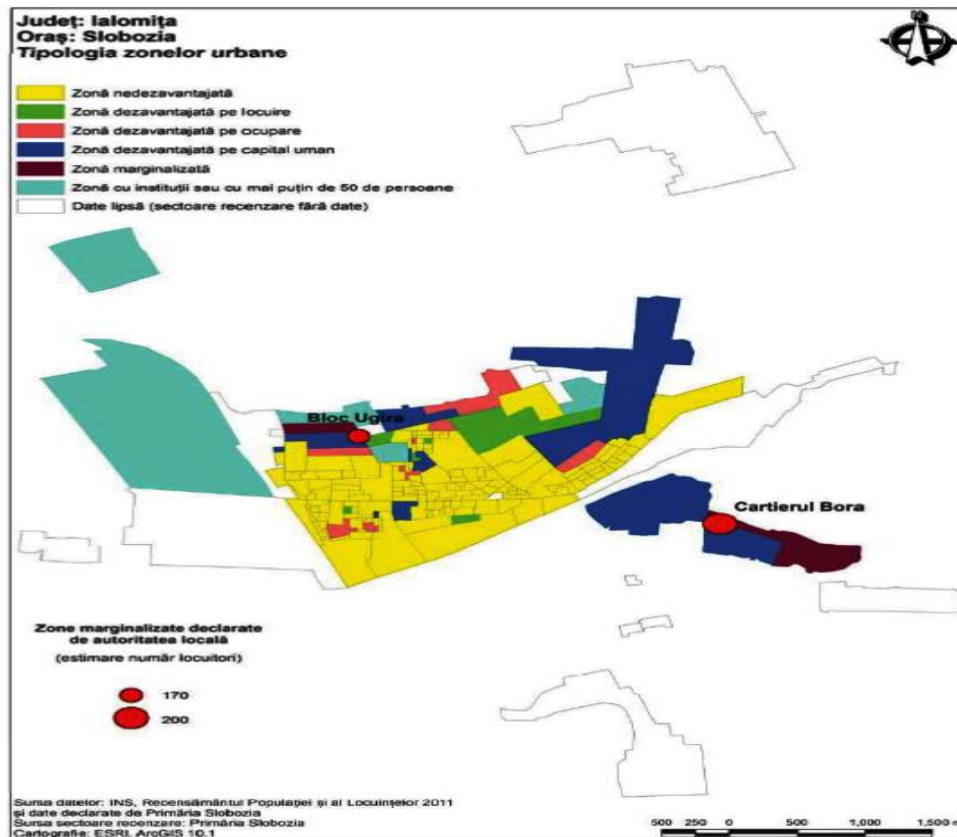 Județ: Ialomița
Oraș: Slobozia
Tipologia zonelor urbane
Zonă nedezavantajată
Zonă dezavantajată pe locuire
Zonă dezavantajată pe ocupare
Zonă dezavantajată pe capital uman
Zonă marginalizată
Zonă cu instituții sau cu mai puțin de 50 de persoane
Date lipsă (sectoare recenzare fără date)
Bloc Ugira
Cartierul Bora
Zone marginalizate declarate
de autoritatea locală
(estimare număr locuitori)
170
200
Sursa datelor: INS, Recensământul Populației și al Locuințelor 2011
și date declarate de Primăria Slobozia
Sursa sectoare recenzare: Primăria Slobozia
Cartografie: ESRI, ArcGIS 10.1
500 250 0 500 1,000 1,500